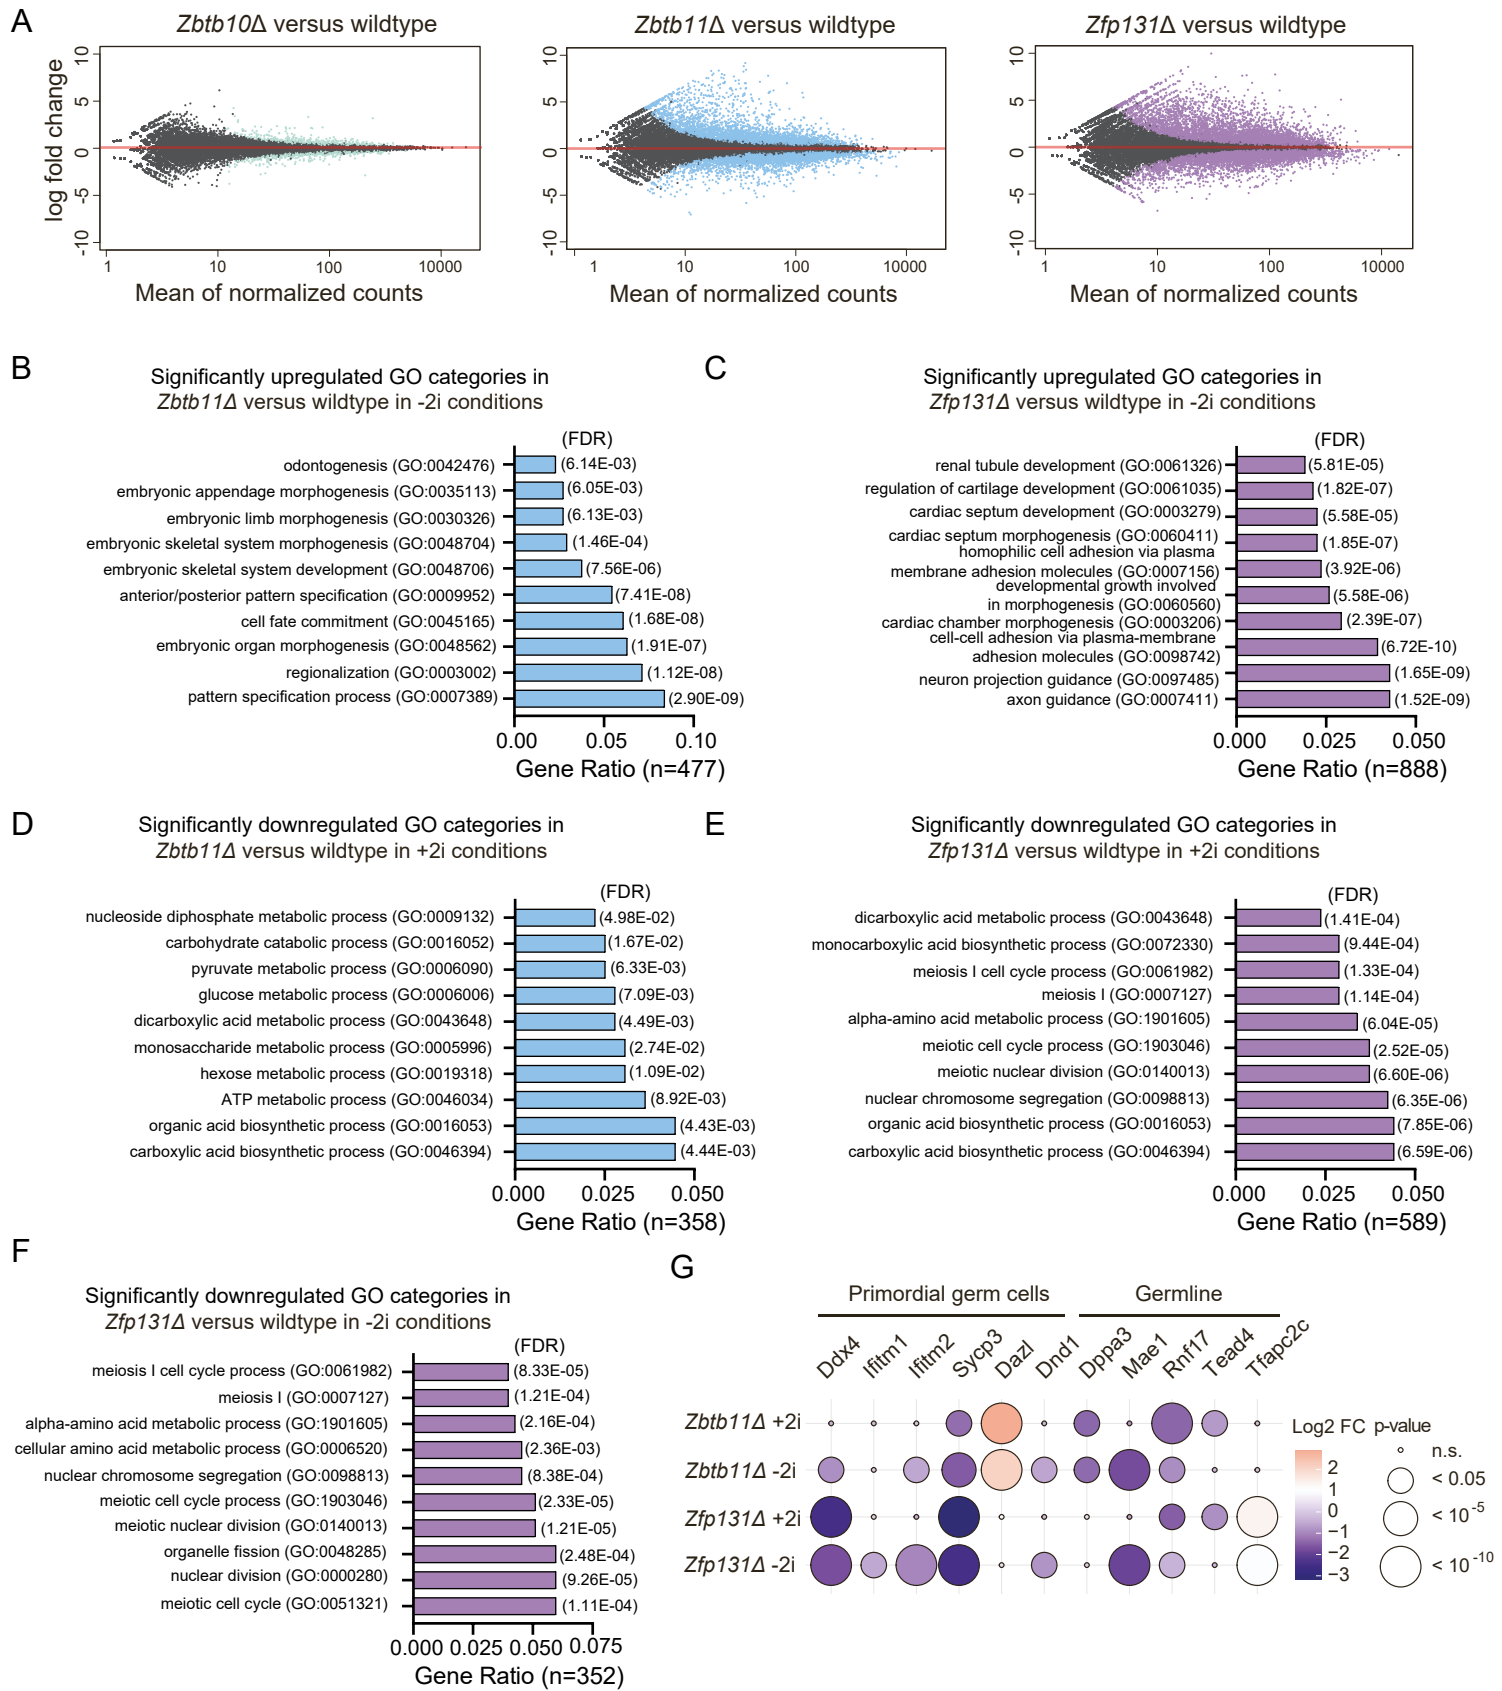 A
Zbtb10Δ versus wildtype
Zbtb11Δ versus wildtype
Zfp131Δ versus wildtype
log fold change
10
5
0
-5
-10
1
10
100
10000
Mean of normalized counts
10
5
0
-5
-10
1
10
100
10000
Mean of normalized counts
10
5
0
-5
-10
1
10
100
10000
Mean of normalized counts
B
Significantly upregulated GO categories in
Zbtb11Δ versus wildtype in -2i conditions
(FDR)
odontogenesis (GO:0042476) (6.14E-03)
embryonic appendage morphogenesis (GO:0035113) (6.05E-03)
embryonic limb morphogenesis (GO:0030326) (6.13E-03)
embryonic skeletal system morphogenesis (GO:0048704) (1.46E-04)
embryonic skeletal system development (GO:0048706) (7.56E-06)
anterior/posterior pattern specification (GO:0009952) (7.41E-08)
cell fate commitment (GO:0045165) (1.68E-08)
embryonic organ morphogenesis (GO:0048562) (1.91E-07)
regionalization (GO:0003002) (1.12E-08)
pattern specification process (GO:0007389) (2.90E-09)
0.00 0.05 0.10
Gene Ratio (n=477)
C
Significantly upregulated GO categories in
Zfp131Δ versus wildtype in -2i conditions
(FDR)
renal tubule development (GO:0061326) (5.81E-05)
regulation of cartilage development (GO:0061035) (1.82E-07)
cardiac septum development (GO:0003279) (5.58E-05)
cardiac septum morphogenesis (GO:0060411) (1.85E-07)
homophilic cell adhesion via plasma
membrane adhesion molecules (GO:0007156) (3.92E-06)
developmental growth involved
in morphogenesis (GO:0060560) (5.58E-06)
cardiac chamber morphogenesis (GO:0003206) (2.39E-07)
cell-cell adhesion via plasma-membrane
adhesion molecules (GO:0098742) (6.72E-10)
neuron projection guidance (GO:0097485) (1.65E-09)
axon guidance (GO:0007411) (1.52E-09)
0.000 0.025 0.050
Gene Ratio (n=888)
D
Significantly downregulated GO categories in
Zbtb11Δ versus wildtype in +2i conditions
(FDR)
nucleoside diphosphate metabolic process (GO:0009132) (4.98E-02)
carbohydrate catabolic process (GO:0016052) (1.67E-02)
pyruvate metabolic process (GO:0006090) (6.33E-03)
glucose metabolic process (GO:0006006) (7.09E-03)
dicarboxylic acid metabolic process (GO:0043648) (4.49E-03)
monosaccharide metabolic process (GO:0005996) (2.74E-02)
hexose metabolic process (GO:0019318) (1.09E-02)
ATP metabolic process (GO:0046034) (8.92E-03)
organic acid biosynthetic process (GO:0016053) (4.43E-03)
carboxylic acid biosynthetic process (GO:0046394) (4.44E-03)
0.000 0.025 0.050
Gene Ratio (n=358)
E
Significantly downregulated GO categories in
Zfp131Δ versus wildtype in +2i conditions
(FDR)
dicarboxylic acid metabolic process (GO:0043648) (1.41E-04)
monocarboxylic acid biosynthetic process (GO:0072330) (9.44E-04)
meiosis I cell cycle process (GO:0061982) (1.33E-04)
meiosis I (GO:0007127) (1.14E-04)
alpha-amino acid metabolic process (GO:1901605) (6.04E-05)
meiotic cell cycle process (GO:1903046) (2.52E-05)
meiotic nuclear division (GO:0140013) (6.60E-06)
nuclear chromosome segregation (GO:0098813) (6.35E-06)
organic acid biosynthetic process (GO:0016053) (7.85E-06)
carboxylic acid biosynthetic process (GO:0046394) (6.59E-06)
0.000 0.025 0.050
Gene Ratio (n=589)
F
Significantly downregulated GO categories in
Zfp131Δ versus wildtype in -2i conditions
(FDR)
meiosis I cell cycle process (GO:0061982) (8.33E-05)
meiosis I (GO:0007127) (1.21E-04)
alpha-amino acid metabolic process (GO:1901605) (2.16E-04)
cellular amino acid metabolic process (GO:0006520) (2.36E-03)
nuclear chromosome segregation (GO:0098813) (8.38E-04)
meiotic cell cycle process (GO:1903046) (2.33E-05)
meiotic nuclear division (GO:0140013) (1.21E-05)
organelle fission (GO:0048285) (2.48E-04)
nuclear division (GO:0000280) (9.26E-05)
meiotic cell cycle (GO:0051321) (1.11E-04)
0.000 0.025 0.050 0.075
Gene Ratio (n=352)
G
Primordial germ cells
Germline
Ddx4
Ifitm1
Ifitm2
Sycp3
Dazl
Dnd1
Dppa3
Mae1
Rnf17
Tead4
Tfapc2c
Zbtb11Δ +2i
Zbtb11Δ -2i
Zfp131Δ +2i
Zfp131Δ -2i
Log2 FC
2
1
0
−1
−2
−3
p-value
n.s.
< 0.05
< 10-5
< 10-10